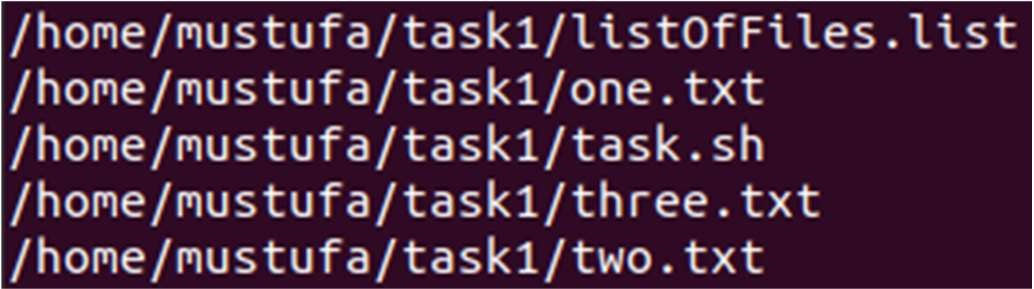 /home/mustufa/task1/listOfFiles.list
/home/mustufa/task1/one.txt
/home/mustufa/task1/task.sh
/home/mustufa/task1/three.txt
/home/mustufa/task1/two.txt